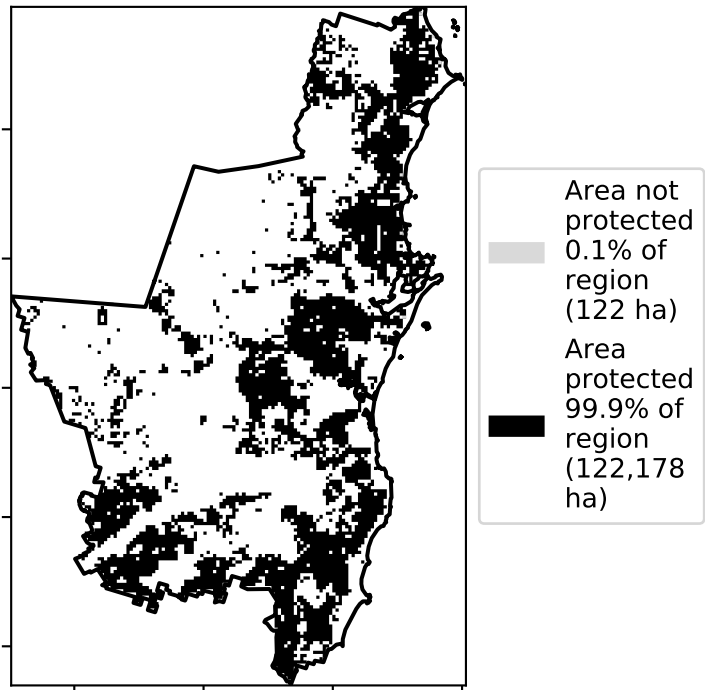 Area not
protected
0.1% of
region
(122 ha)
Area
protected
99.9% of
region
(122,178
ha)